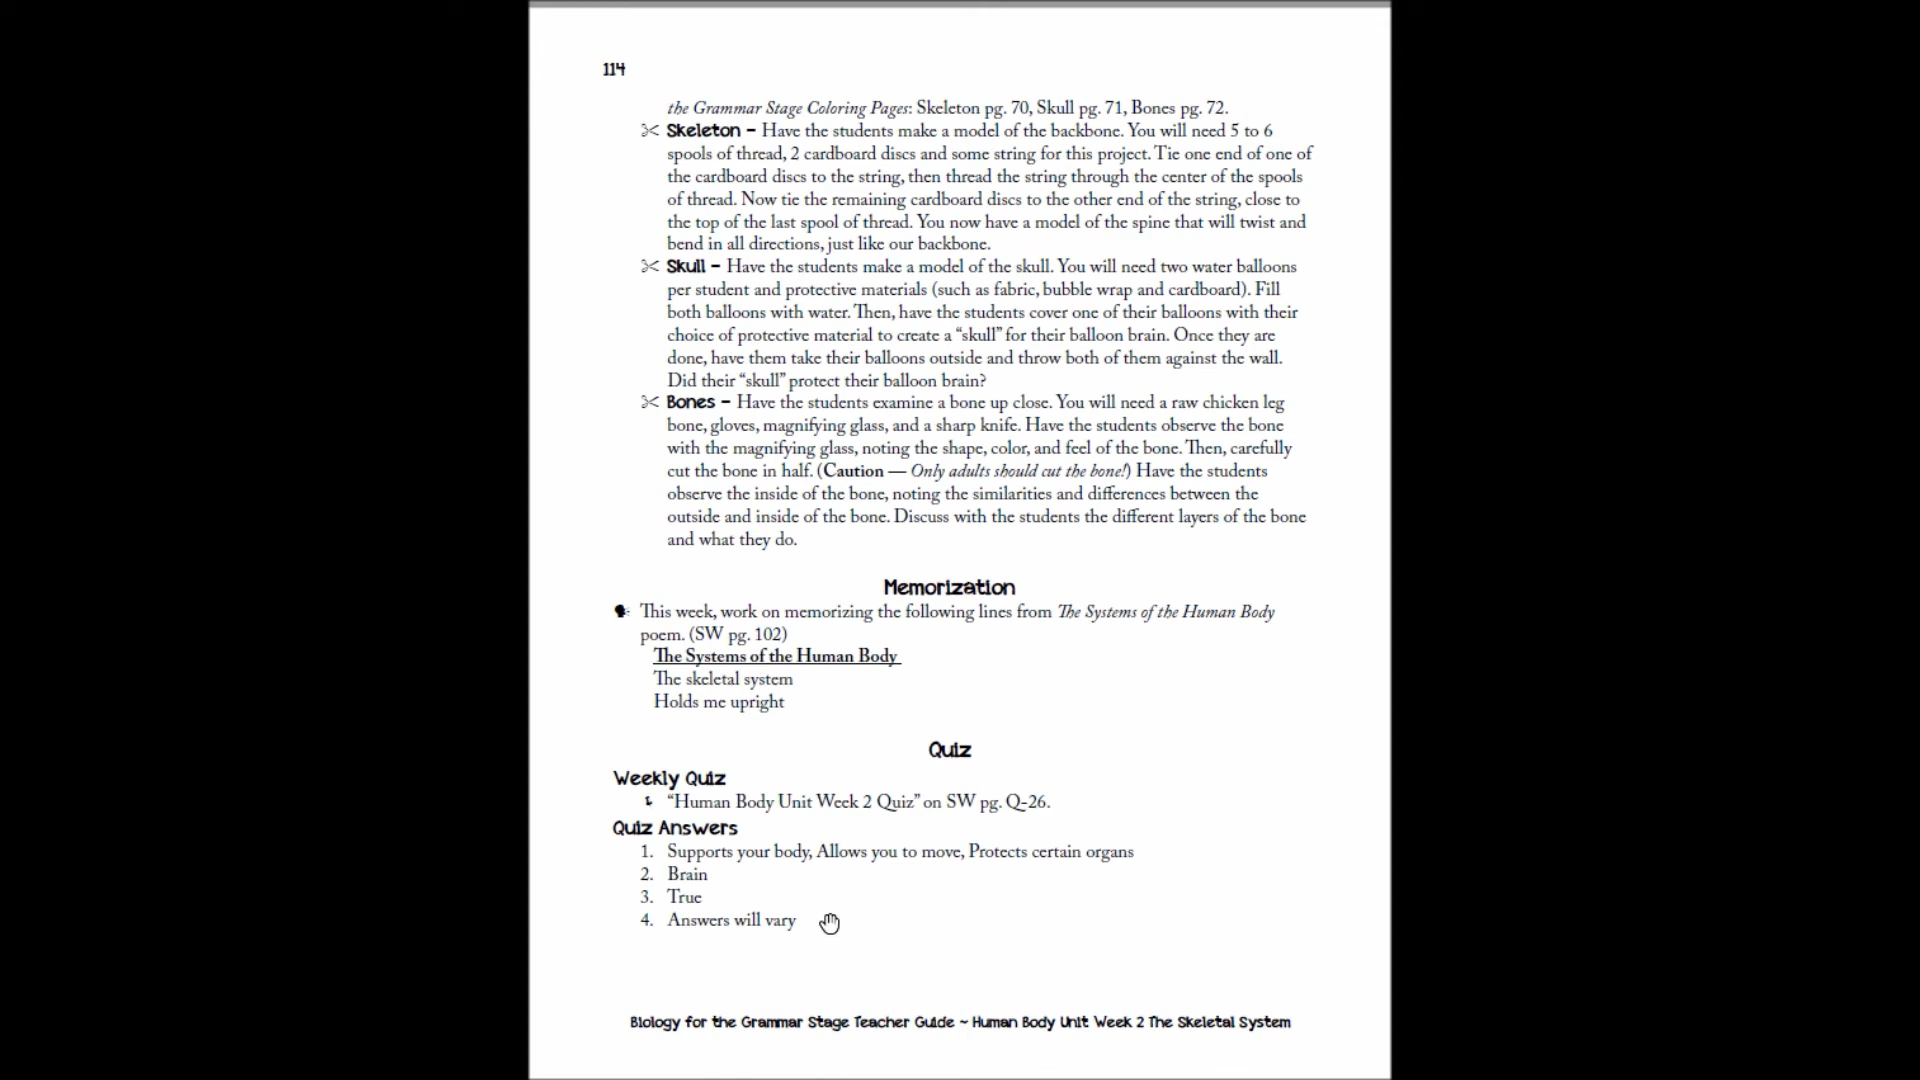 114
the Grammar Stage Coloring Pages: Skeleton pg. 70, Skull pg. 71, Bones pg. 72.
Skeleton – Have the students make a model of the backbone. You will need 5 to 6
spools of thread, 2 cardboard discs and some string for this project. Tie one end of one of
the cardboard discs to the string, then thread the string through the center of the spools
of thread. Now tie the remaining cardboard discs to the other end of the string, close to
the top of the last spool of thread. You now have a model of the spine that will twist and
bend in all directions, just like our backbone.
Skull – Have the students make a model of the skull. You will need two water balloons
per student and protective materials (such as fabric, bubble wrap and cardboard). Fill
both balloons with water. Then, have the students cover one of their balloons with their
choice of protective material to create a “skull” for their balloon brain. Once they are
done, have them take their balloons outside and throw both of them against the wall.
Did their “skull” protect their balloon brain?
Bones – Have the students examine a bone up close. You will need a raw chicken leg
bone, gloves, magnifying glass, and a sharp knife. Have the students observe the bone
with the magnifying glass, noting the shape, color, and feel of the bone. Then, carefully
cut the bone in half. (Caution — Only adults should cut the bone!) Have the students
observe the inside of the bone, noting the similarities and differences between the
outside and inside of the bone. Discuss with the students the different layers of the bone
and what they do.
Memorization
This week, work on memorizing the following lines from The Systems of the Human Body
poem. (SW pg. 102)
The Systems of the Human Body
The skeletal system
Holds me upright
Quiz
Weekly Quiz
“Human Body Unit Week 2 Quiz” on SW pg. Q-26.
Quiz Answers
1. Supports your body, Allows you to move, Protects certain organs
2. Brain
3. True
4. Answers will vary
Biology for the Grammar Stage Teacher Guide ~ Human Body Unit Week 2 The Skeletal System